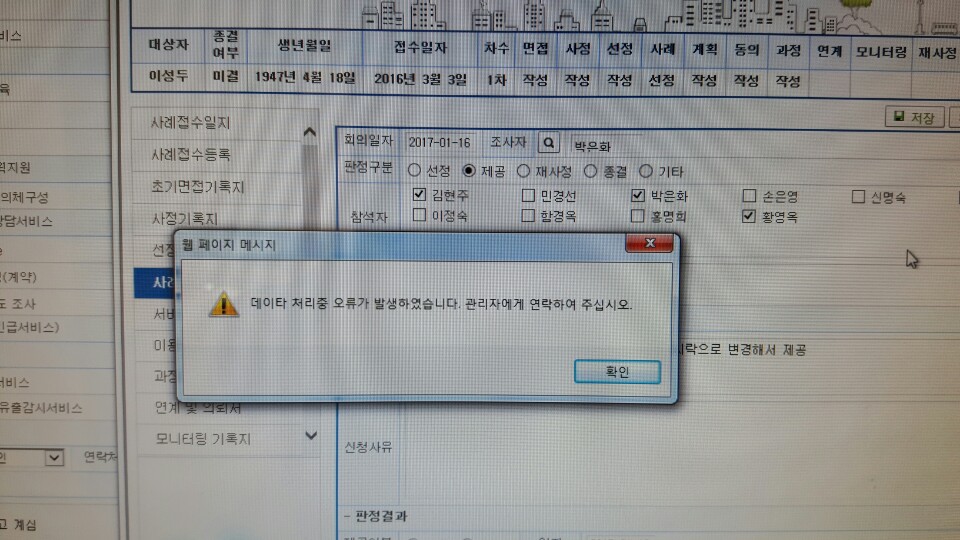 대상자 종결여부 생년월일 접수일자 차수 면접 사정 선정 사례 계획 동의 과정 연계 모니터링 재사정
이성두 미결 1947년 4월 18일 2016년 3월 3일 1차 작성 작성 작성 선정 작성 작성 작성
저장
사례접수일지
사례접수등록
초기면접기록지
사정기록지
선정
사례
서비
이용
과정
연계 및 의뢰서
모니터링 기록지
회의일자 2017-01-16 조사자 박은화
판정구분 선정 제공 재사정 종결 기타
참석자
김현주 민경선 박은화 손은영 신명숙
이정숙 함경옥 홍명희 황영옥
웹 페이지 메시지
데이타 처리중 오류가 발생하였습니다. 관리자에게 연락하여 주십시오.
확인
으로 변경해서 제공
신청사유
- 판정결과
비스
육
지원
의체구성
상담서비스
(계약)
도 조사
긴급서비스)
서비스
유출감시서비스
인 연락처
고 계심